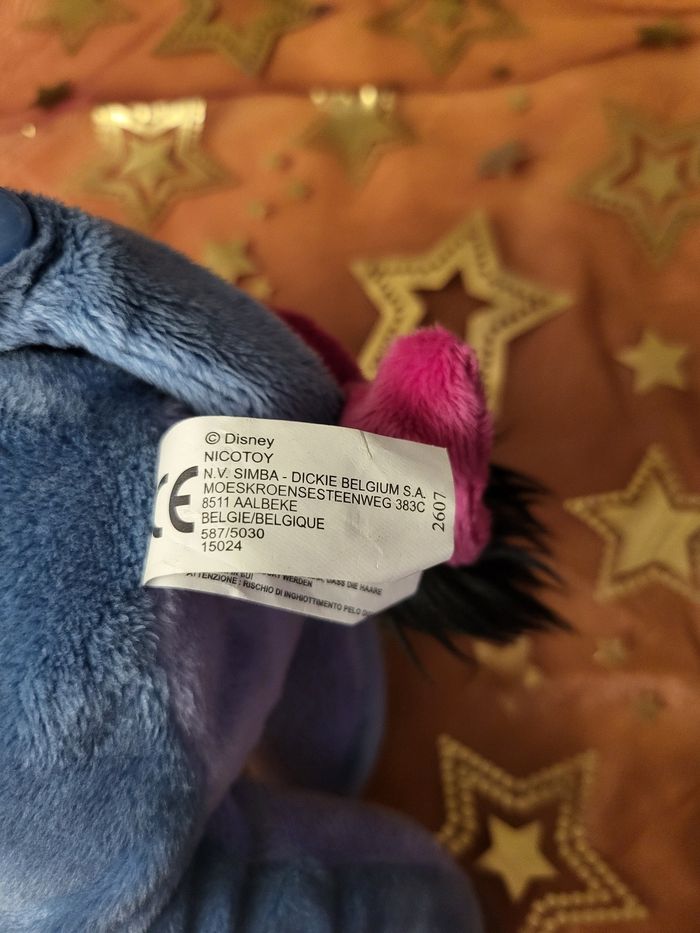 © Disney
NICOTOY
N.V. SIMBA - DICKIE BELGIUM S.A.
MOESKROENSESTEENWEG 383C
8511 AALBEKE
BELGIE/BELGIQUE
587/5030
15024
2607
CE
WERDEN DASS DIE HAARE
ATTENZIONE : RISCHIO DI INGHIOTTIMENTO PELO